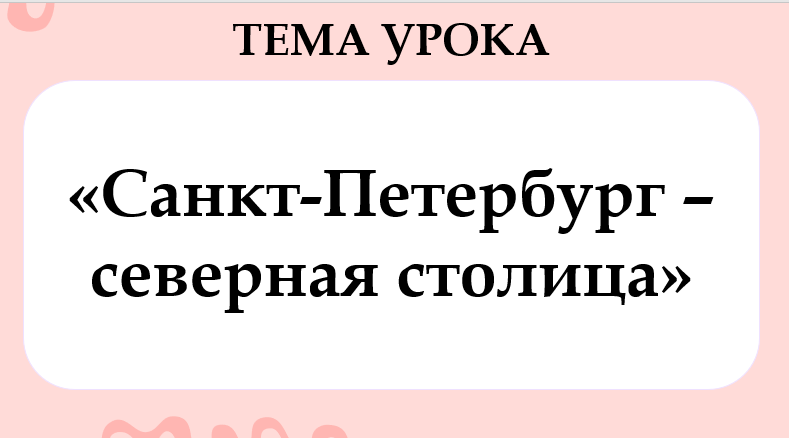 ТЕМА УРОКА
«Санкт-Петербург –
северная столица»